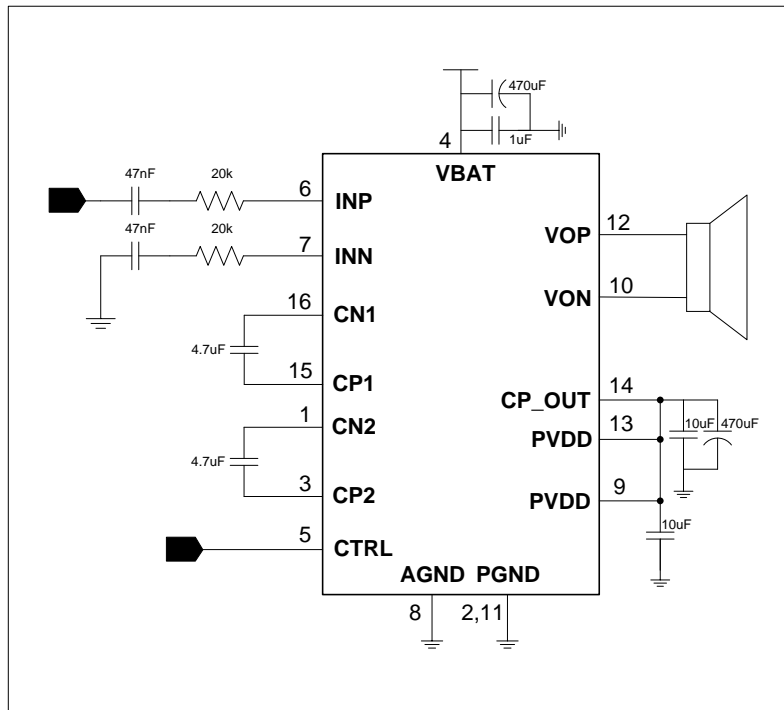 470uF
1uF
4
VBAT
47nF
20k
6
INP
47nF
20k
7
INN
12
VOP
10
VON
16
CN1
4.7uF
15
CP1
1
CN2
4.7uF
3
CP2
5
CTRL
14
CP_OUT
13
PVDD
10uF
470uF
9
PVDD
10uF
AGND
PGND
8
2,11